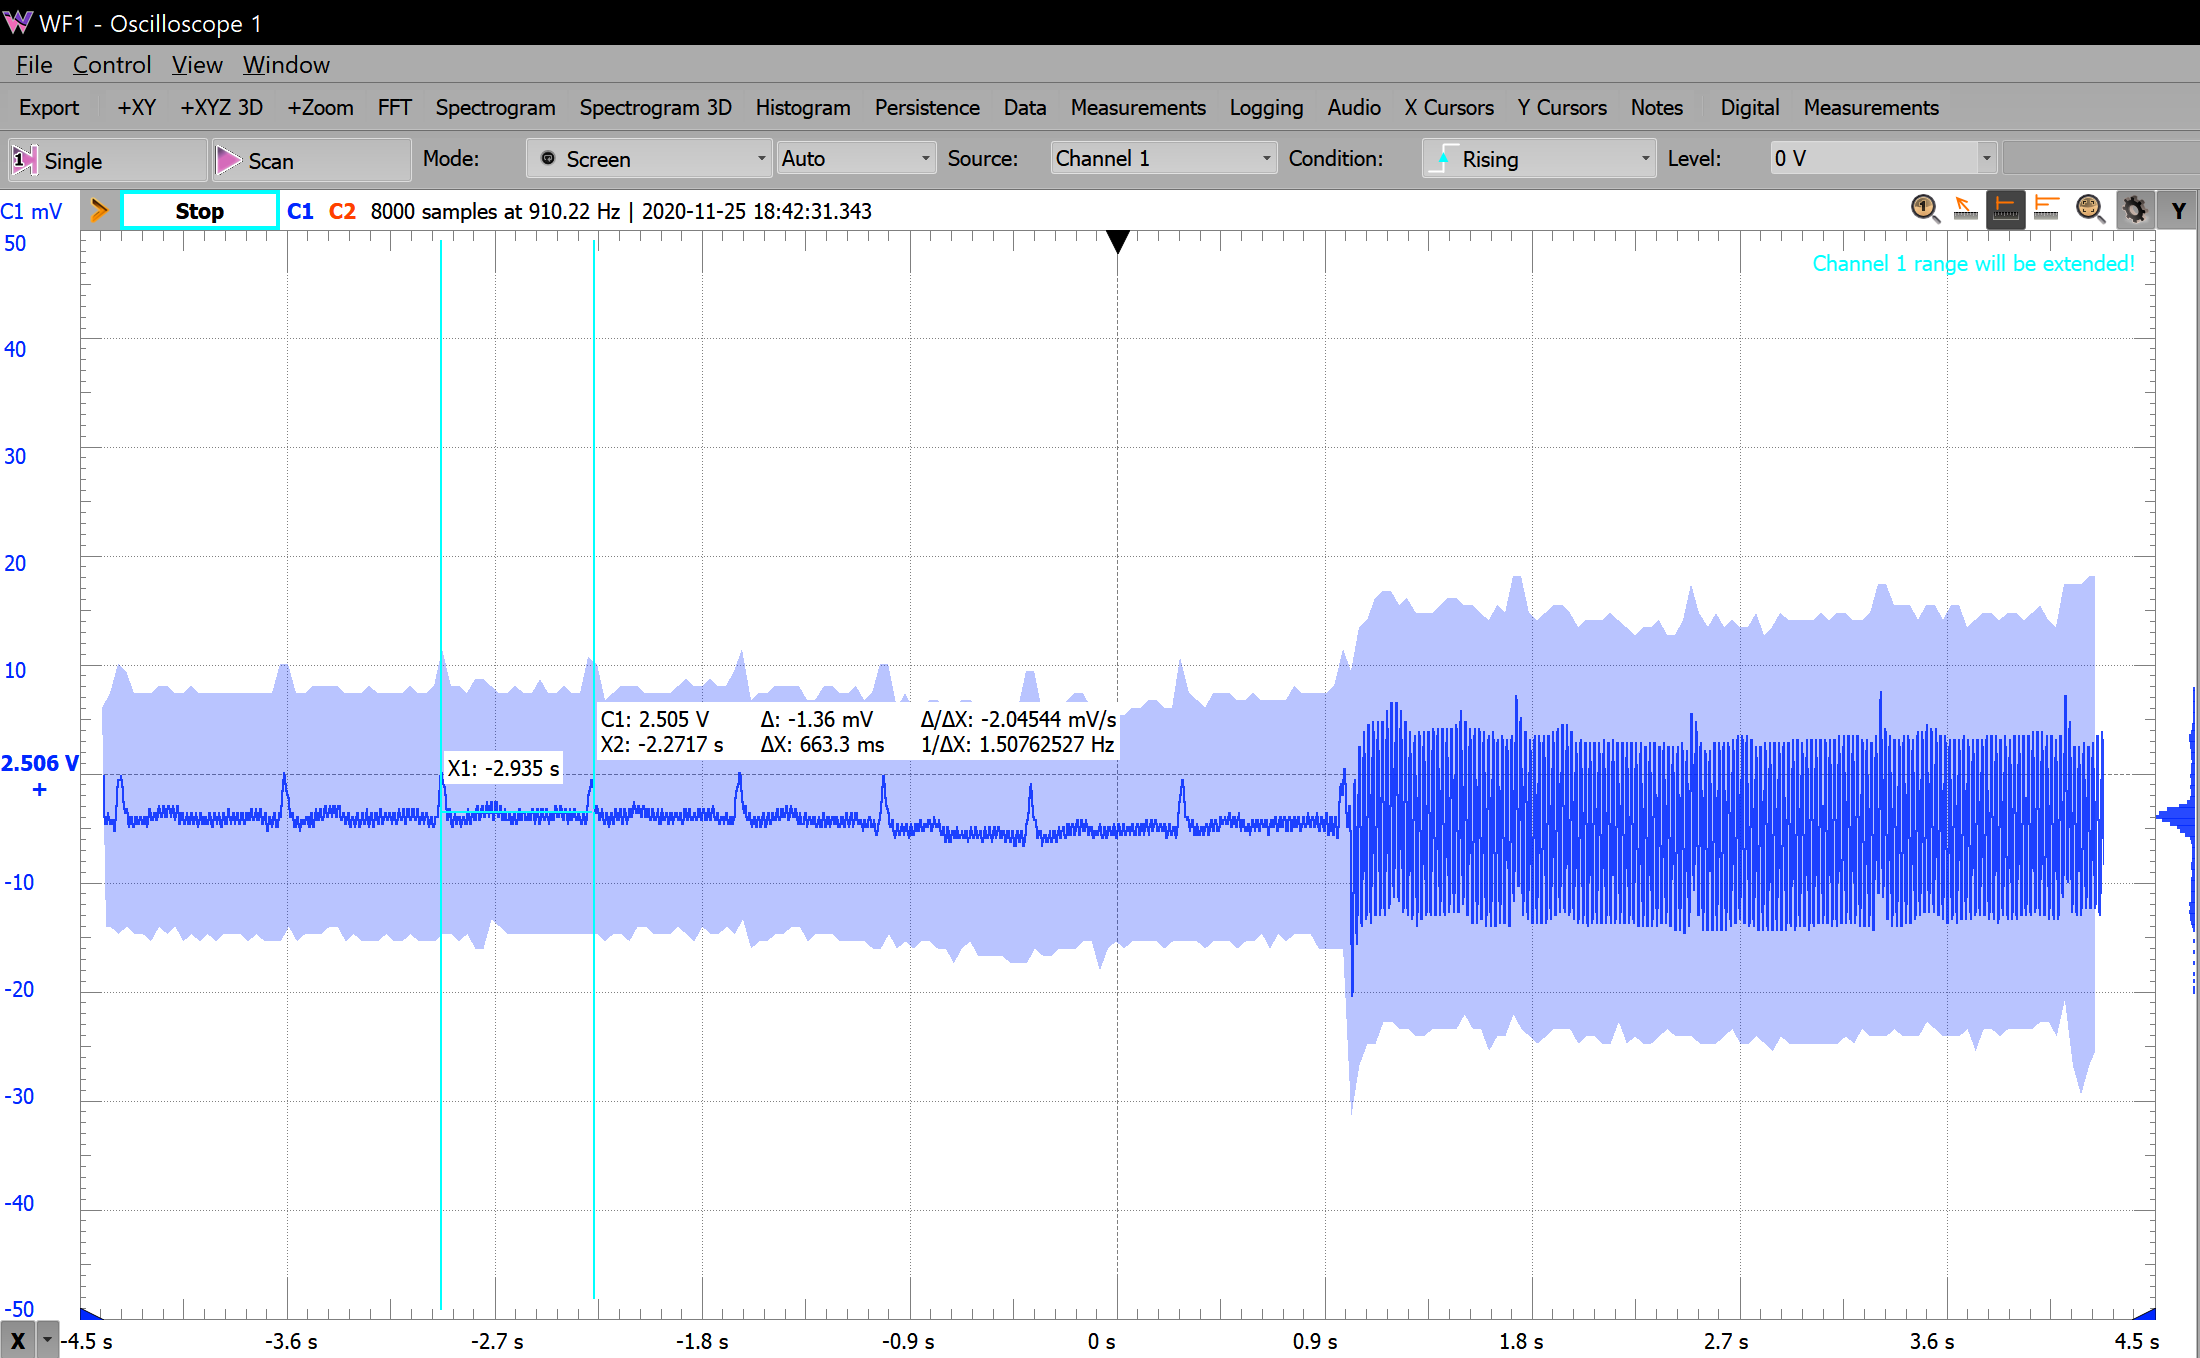 WF1 - Oscilloscope 1
File Control View Window
Export +XY +XYZ 3D +Zoom FFT Spectrogram Spectrogram 3D Histogram Persistence Data Measurements Logging Audio X Cursors Y Cursors Notes Digital Measurements
1 Single Scan Mode: Screen Auto Source: Channel 1 Condition: Rising Level: 0 V
C1 mV Stop C1 C2 8000 samples at 910.22 Hz | 2020-11-25 18:42:31.343 Y
50
Channel 1 range will be extended!
40
30
20
10
C1: 2.505 V Δ: -1.36 mV Δ/ΔX: -2.04544 mV/s
X2: -2.2717 s ΔX: 663.3 ms 1/ΔX: 1.50762527 Hz
2.506 V
X1: -2.935 s
+
-10
-20
-30
-40
-50
X -4.5 s -3.6 s -2.7 s -1.8 s -0.9 s 0 s 0.9 s 1.8 s 2.7 s 3.6 s 4.5 s